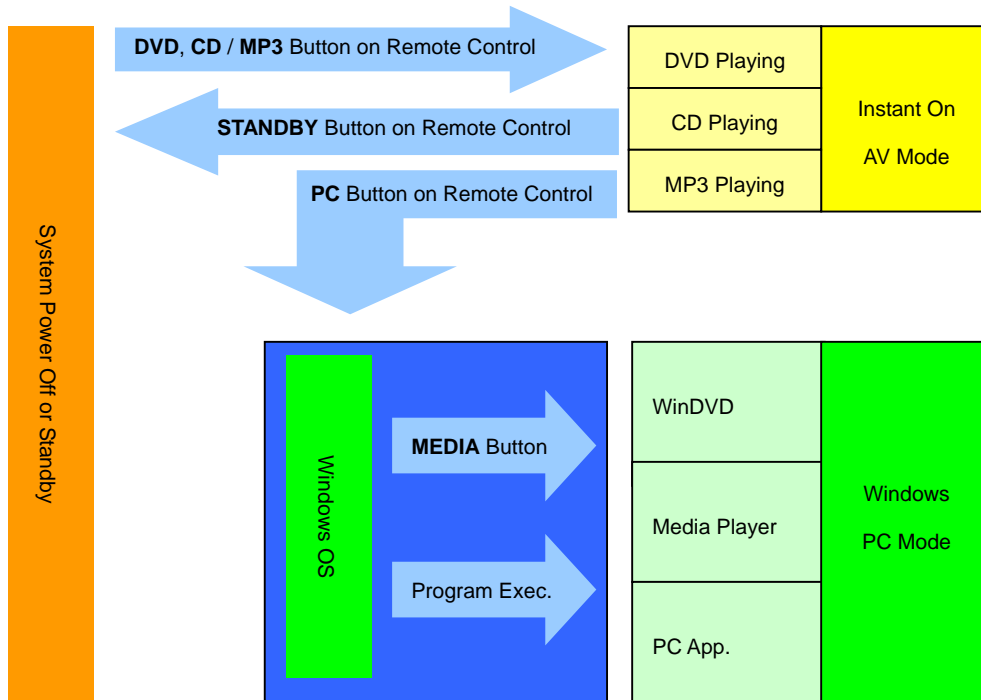 DVD, CD / MP3 Button on Remote Control
STANDBY Button on Remote Control
PC Button on Remote Control
DVD Playing
CD Playing
MP3 Playing
Instant On
AV Mode
System Power Off or Standby
Windows OS
MEDIA Button
Program Exec.
WinDVD
Media Player
PC App.
Windows
PC Mode